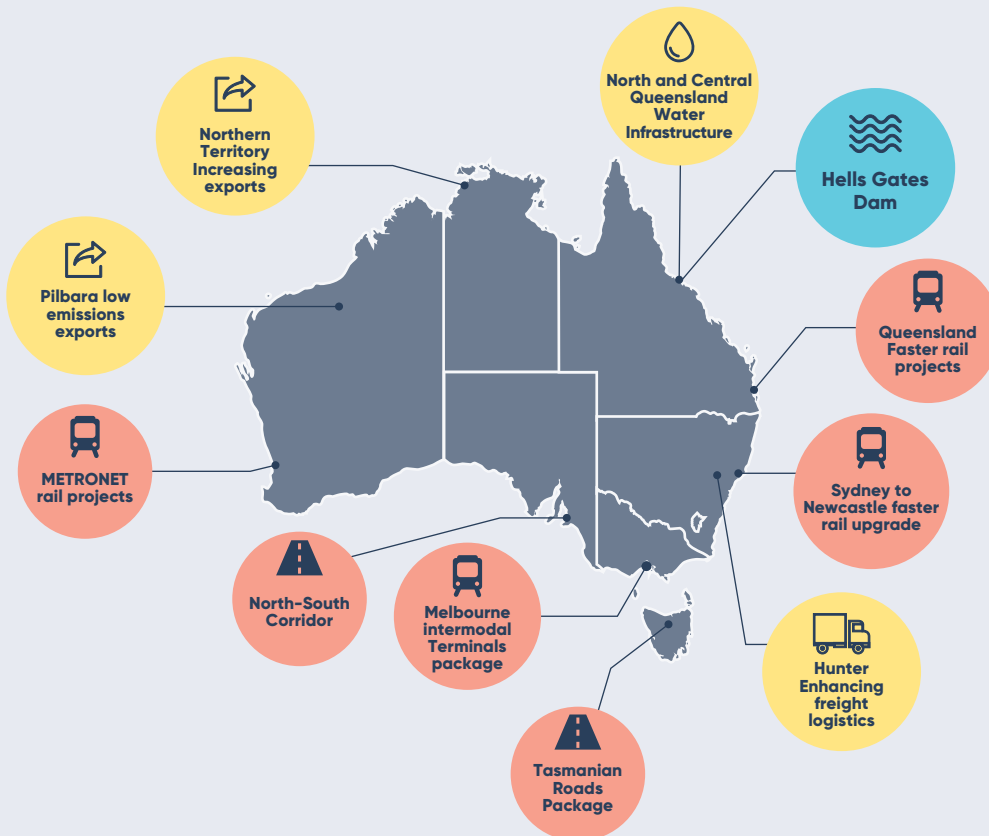 North and Central
Queensland
Water
Infrastructure
Northern
Territory
Increasing
exports
Hells Gates
Dam
Pilbara low
emissions
exports
Queensland
Faster rail
projects
METRONET
rail projects
Sydney to
Newcastle faster
rail upgrade
North-South
Corridor
Melbourne
intermodal
Terminals
package
Hunter
Enhancing
freight
logistics
Tasmanian
Roads
Package